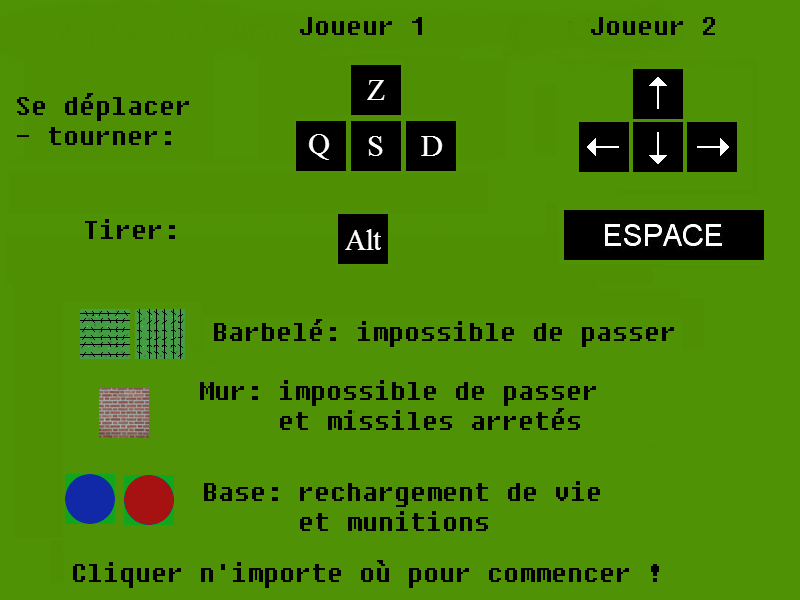 Joueur 1
Joueur 2
Se déplacer
- tourner:
Z
Q S D
↑
← ↓ →
Tirer:
Alt
ESPACE
Barbelé: impossible de passer
Mur: impossible de passer
et missiles arretés
Base: rechargement de vie
et munitions
Cliquer n'importe où pour commencer !